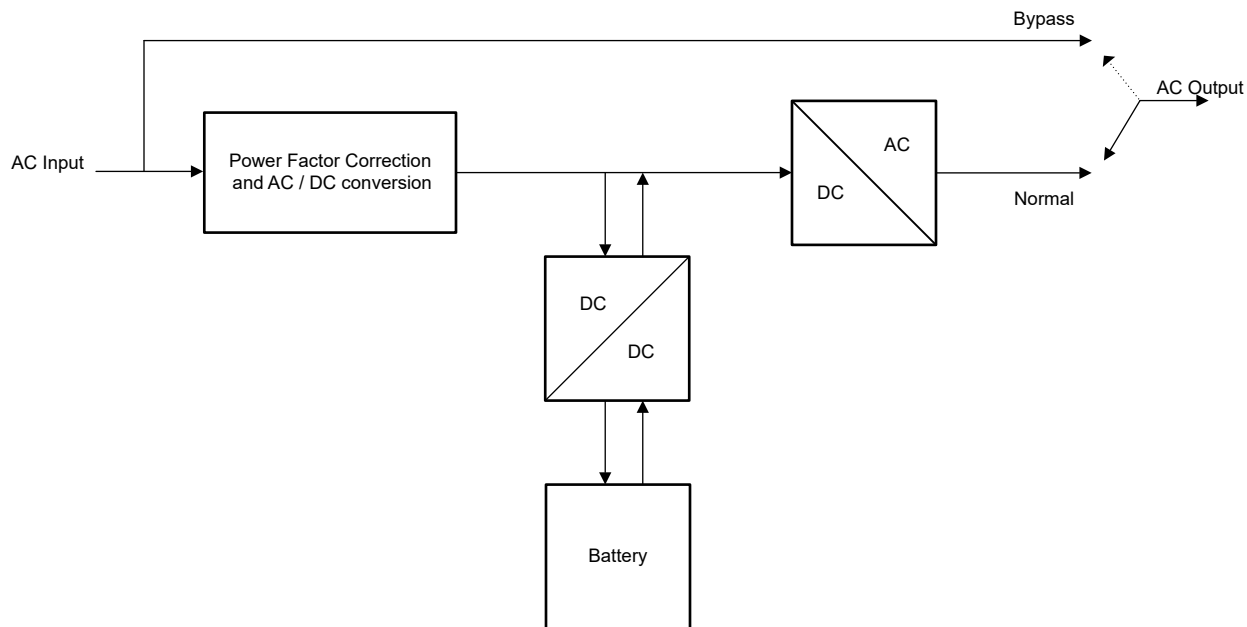 Bypass
AC Output
AC Input
Power Factor Correction
and AC / DC conversion
AC
DC
Normal
DC
DC
Battery